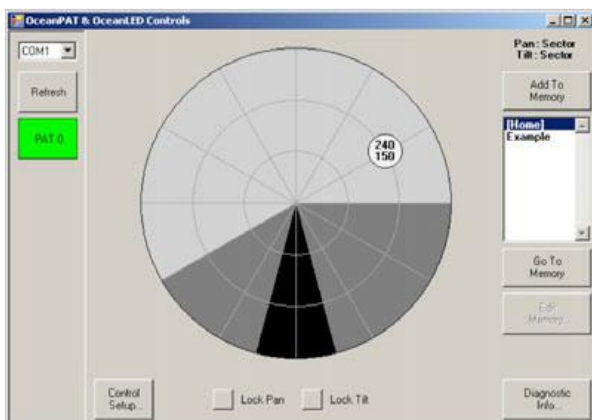 OceanPAT & OceanLED Controls
COM1
Refresh
PAT 0
240
150
Pan : Sector
Tilt : Sector
Add To
Memory
[Home]
Example
Go To
Memory
Edit
Memory...
Control
Setup...
Lock Pan
Lock Tilt
Diagnostic
Info...